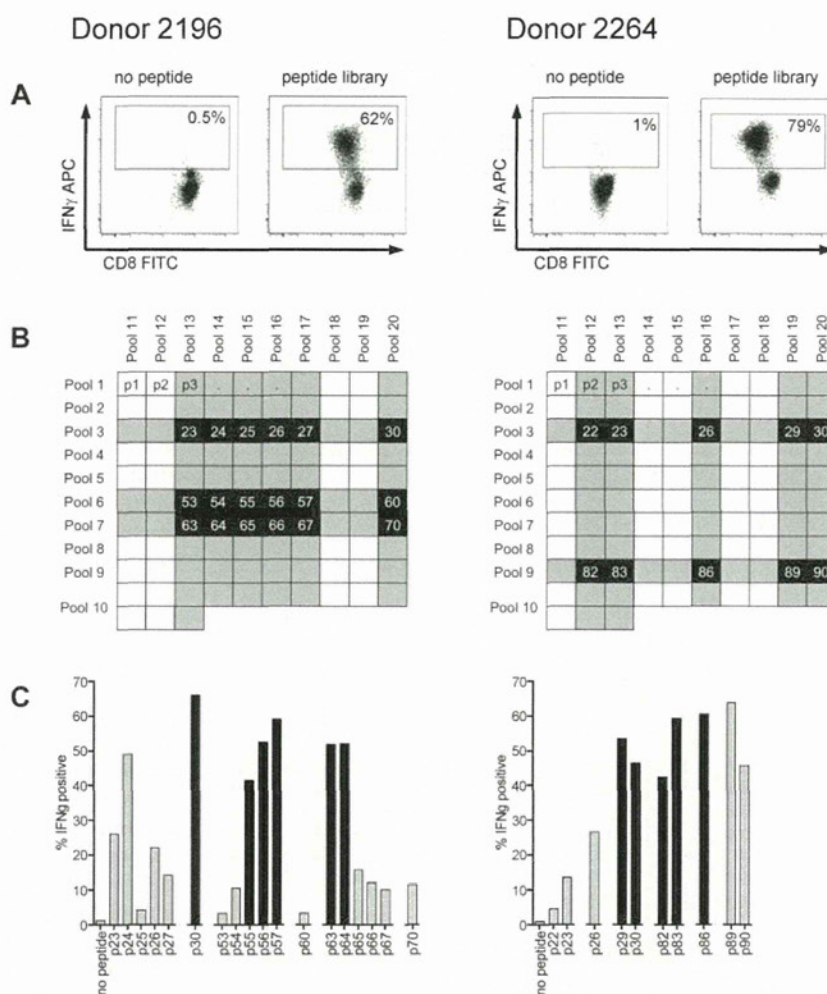 Donor 2196
Donor 2264
A
no peptide
peptide library
no peptide
peptide library
0.5%
62%
1%
79%
IFNγ APC
CD8 FITC
IFNγ APC
CD8 FITC
B
Pool 11 Pool 12 Pool 13 Pool 14 Pool 15 Pool 16 Pool 17 Pool 18 Pool 19 Pool 20
Pool 1 p1 p2 p3 . . .
Pool 2
Pool 3 23 24 25 26 27 30
Pool 4
Pool 5
Pool 6 53 54 55 56 57 60
Pool 7 63 64 65 66 67 70
Pool 8
Pool 9
Pool 10
Pool 11 Pool 12 Pool 13 Pool 14 Pool 15 Pool 16 Pool 17 Pool 18 Pool 19 Pool 20
Pool 1 p1 p2 p3 . . .
Pool 2
Pool 3 22 23 26 29 30
Pool 4
Pool 5
Pool 6
Pool 7
Pool 8
Pool 9 82 83 86 89 90
Pool 10
C
% IFNg positive
70
60
50
40
30
20
10
0
no peptide p23 p24 p25 p26 p27 p30 p53 p54 p55 p56 p57 p60 p63 p64 p65 p66 p67 p70
% IFNg positive
70
60
50
40
30
20
10
0
no peptide p22 p23 p26 p29 p30 p82 p83 p86 p89 p90